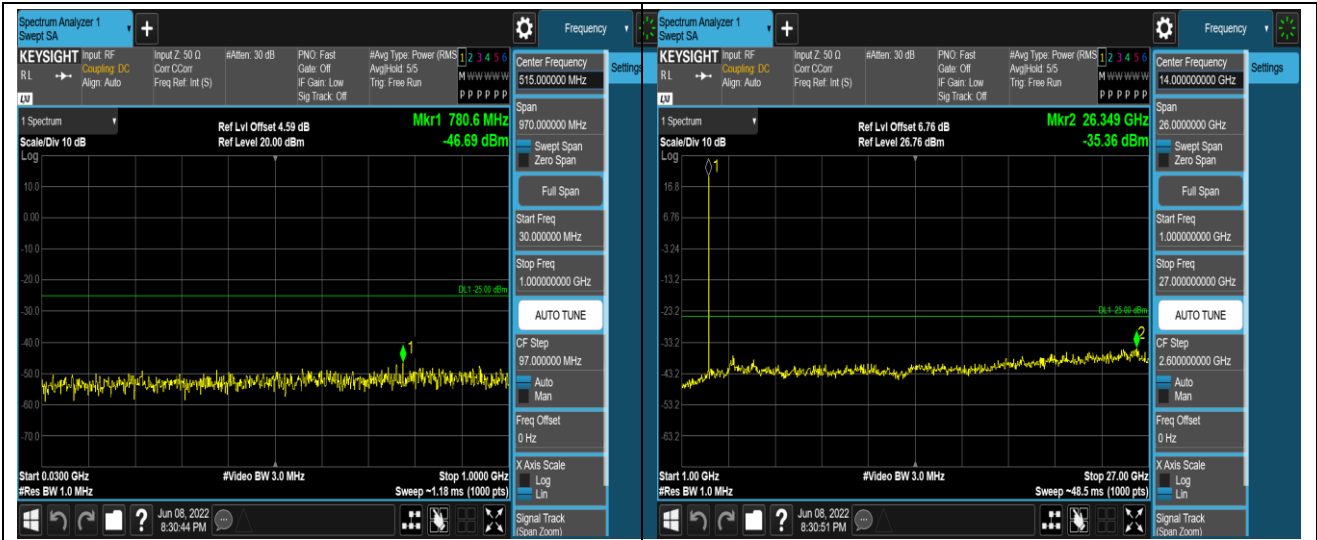 Spectrum Analyzer 1
Swept SA
+
Frequency
KEYSIGHT
Input: RF
Coupling: DC
Align: Auto
Input Z: 50 Ω
Corr CCorr
Freq Ref: Int (S)
#Atten: 30 dB
PNO: Fast
Gate: Off
IF Gain: Low
Sig Track: Off
#Avg Type: Power (RMS
Avg|Hold: 5/5
Trig: Free Run
1 2 3 4 5 6
M W W W W W
P P P P P P
RL
LXI
1 Spectrum
Scale/Div 10 dB
Log
Ref Lvl Offset 4.59 dB
Ref Level 20.00 dBm
Mkr1 780.6 MHz
-46.69 dBm
10.0
0.00
-10.0
-20.0
-30.0
-40.0
-50.0
-60.0
-70.0
DL1 -25.00 dBm
1
Start 0.0300 GHz
#Res BW 1.0 MHz
#Video BW 3.0 MHz
Stop 1.0000 GHz
Sweep ~1.18 ms (1000 pts)
Jun 08, 2022
8:30:44 PM
?
Center Frequency
515.000000 MHz
Settings
Span
970.000000 MHz
Swept Span
Zero Span
Full Span
Start Freq
30.000000 MHz
Stop Freq
1.000000000 GHz
AUTO TUNE
CF Step
97.000000 MHz
Auto
Man
Freq Offset
0 Hz
X Axis Scale
Log
Lin
Signal Track
(Span Zoom)
Spectrum Analyzer 1
Swept SA
+
Frequency
KEYSIGHT
Input: RF
Coupling: DC
Align: Auto
Input Z: 50 Ω
Corr CCorr
Freq Ref: Int (S)
#Atten: 30 dB
PNO: Fast
Gate: Off
IF Gain: Low
Sig Track: Off
#Avg Type: Power (RMS
Avg|Hold: 5/5
Trig: Free Run
1 2 3 4 5 6
M W W W W W
P P P P P P
RL
LXI
1 Spectrum
Scale/Div 10 dB
Log
Ref Lvl Offset 6.76 dB
Ref Level 26.76 dBm
Mkr2 26.349 GHz
-35.36 dBm
1
16.8
6.76
-3.24
-13.2
-23.2
-33.2
-43.2
-53.2
-63.2
DL1 -25.00 dBm
2
Start 1.00 GHz
#Res BW 1.0 MHz
#Video BW 3.0 MHz
Stop 27.00 GHz
Sweep ~48.5 ms (1000 pts)
Jun 08, 2022
8:30:51 PM
?
Center Frequency
14.000000000 GHz
Settings
Span
26.0000000 GHz
Swept Span
Zero Span
Full Span
Start Freq
1.000000000 GHz
Stop Freq
27.000000000 GHz
AUTO TUNE
CF Step
2.600000000 GHz
Auto
Man
Freq Offset
0 Hz
X Axis Scale
Log
Lin
Signal Track
(Span Zoom)